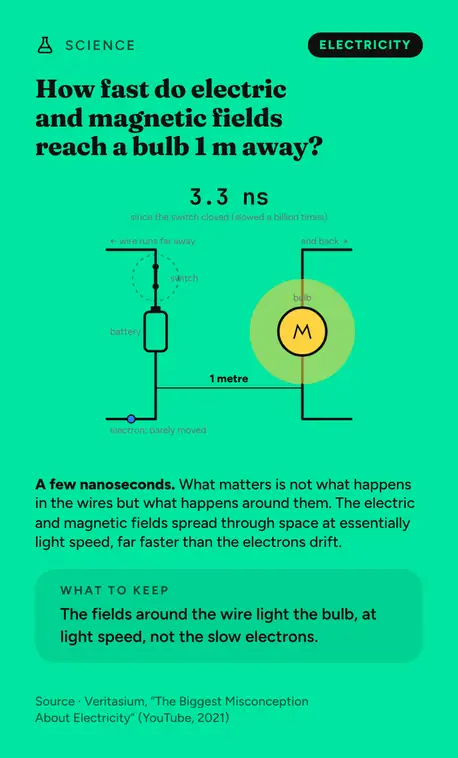 SCIENCE
ELECTRICITY
How fast do electric
and magnetic fields
reach a bulb 1 m away?
3.3 ns
since the switch closed (slowed a billion times)
← wire runs far away
and back →
switch
bulb
battery
1 metre
electron: barely moved
A few nanoseconds. What matters is not what happens
in the wires but what happens around them. The electric
and magnetic fields spread through space at essentially
light speed, far faster than the electrons drift.
WHAT TO KEEP
The fields around the wire light the bulb, at
light speed, not the slow electrons.
Source · Veritasium, “The Biggest Misconception
About Electricity” (YouTube, 2021)